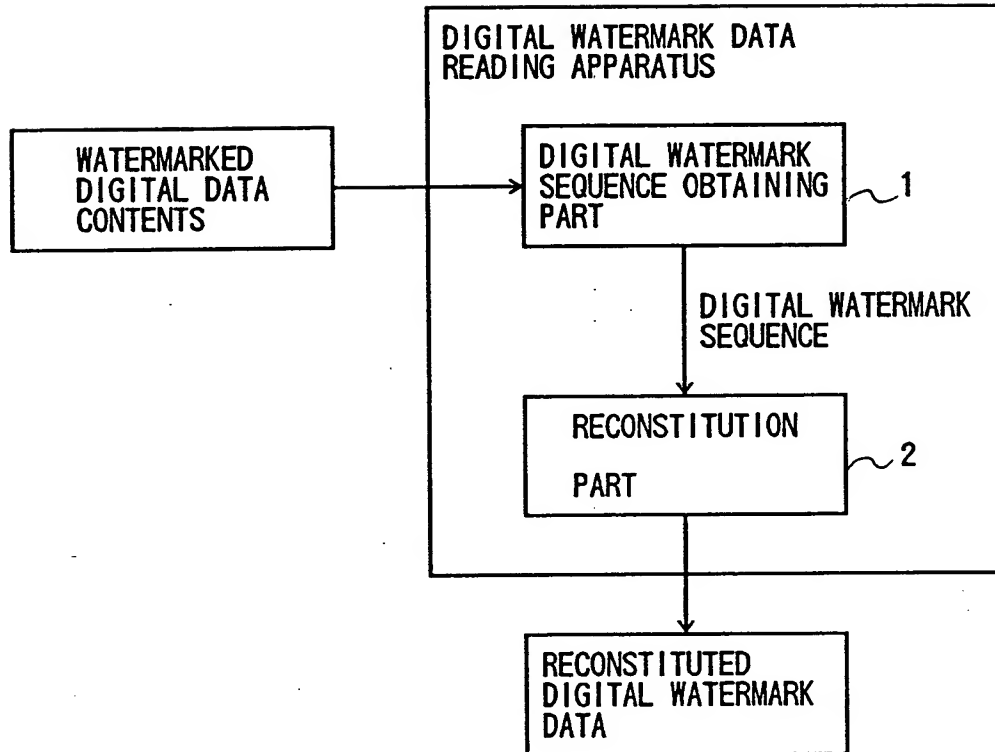 DIGITAL WATERMARK DATA
READING APPARATUS
WATERMARKED
DIGITAL DATA
CONTENTS
DIGITAL WATERMARK
SEQUENCE OBTAINING
PART
1
DIGITAL WATERMARK
SEQUENCE
RECONSTITUTION
PART
2
RECONSTITUTED
DIGITAL WATERMARK
DATA